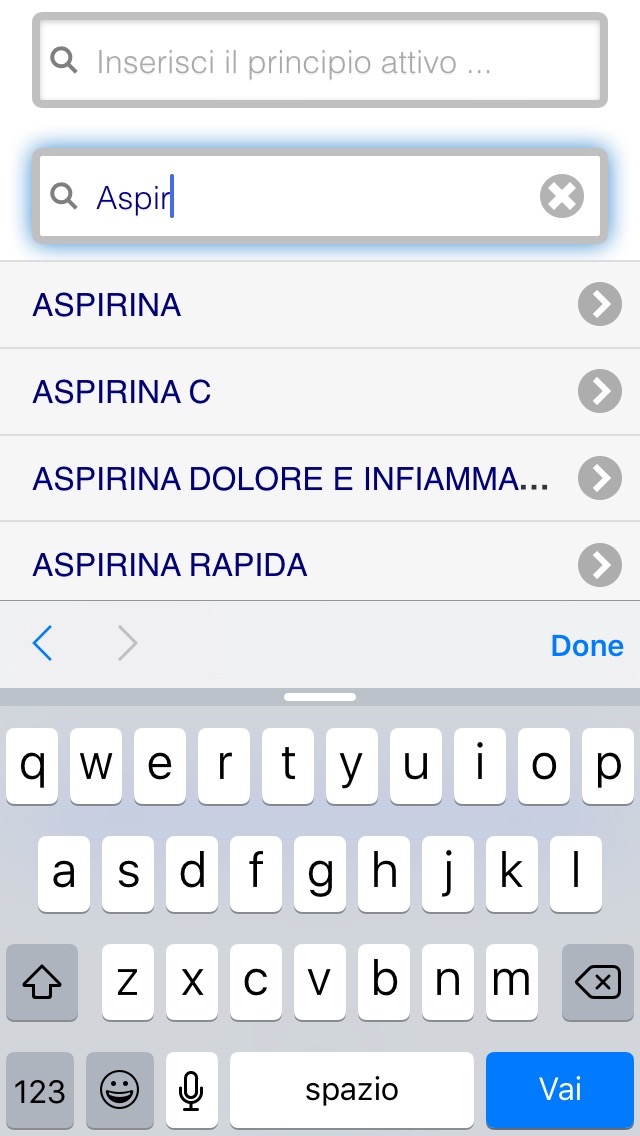 Inserisci il principio attivo ...
Aspir
ASPIRINA
ASPIRINA C
ASPIRINA DOLORE E INFIAMMA...
ASPIRINA RAPIDA
Done
q w e r t y u i o p
a s d f g h j k l
z x c v b n m
123 spazio Vai